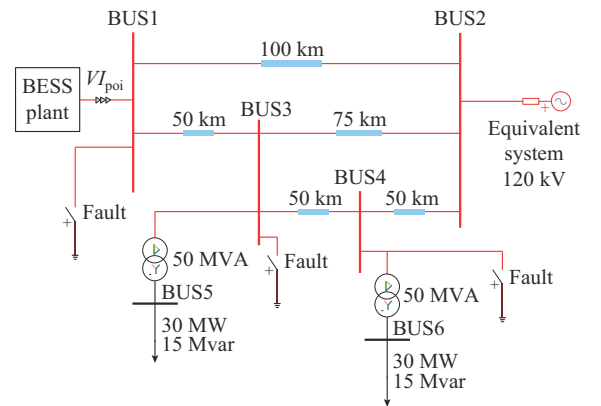 BUS1
BUS2
100 km
BESS
plant
VIpoi
50 km
BUS3
75 km
Equivalent
system
120 kV
+
BUS4
50 km
50 km
Fault
+
50 MVA
Fault
+
50 MVA
Fault
+
BUS5
30 MW
15 Mvar
BUS6
30 MW
15 Mvar